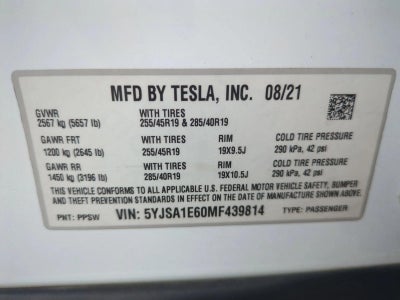 MFD BY TESLA, INC. 08/21
GVWR WITH TIRES
2567 kg (5657 lb) 255/45R19 & 285/40R19
GAWR FRT WITH TIRES RIM COLD TIRE PRESSURE
1200 kg (2645 lb) 255/45R19 19X9.5J 290 kPa, 42 psi
GAWR RR WITH TIRES RIM COLD TIRE PRESSURE
1450 kg (3196 lb) 285/40R19 19X10.5J 290 kPa, 42 psi
THIS VEHICLE CONFORMS TO ALL APPLICABLE U.S. FEDERAL MOTOR VEHICLE SAFETY, BUMPER
AND THEFT PREVENTION STANDARDS IN EFFECT ON THE DATE OF MANUFACTURE SHOWN ABOVE.
PNT: PPSW VIN: 5YJSA1E60MF439814 TYPE: PASSENGER